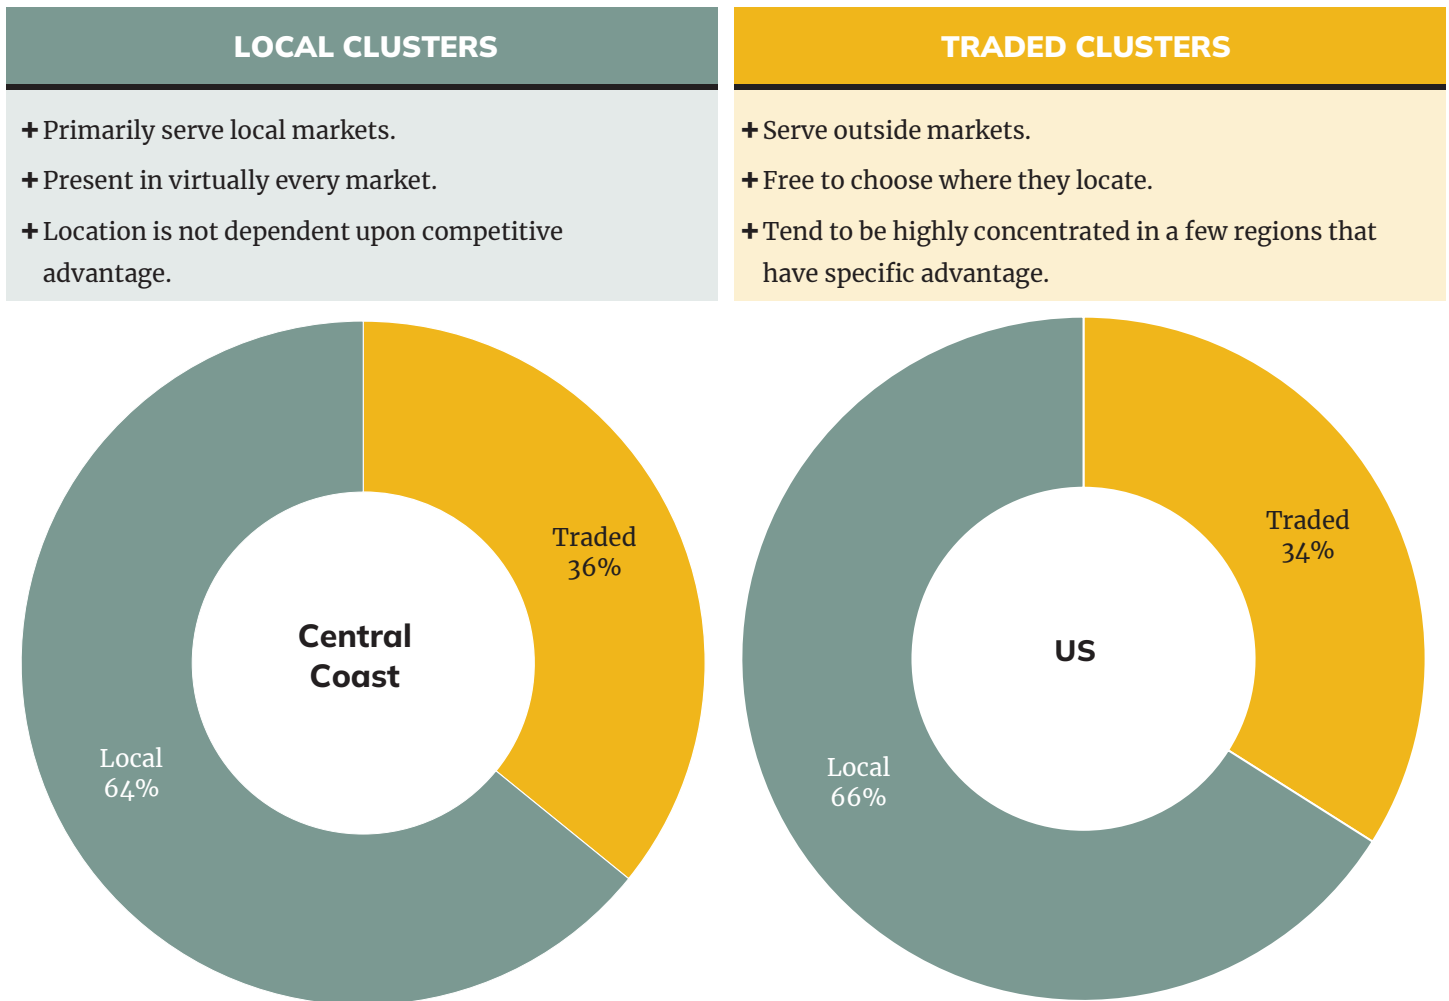 LOCAL CLUSTERS
+ Primarily serve local markets.
+ Present in virtually every market.
+ Location is not dependent upon competitive
advantage.
TRADED CLUSTERS
+ Serve outside markets.
+ Free to choose where they locate.
+ Tend to be highly concentrated in a few regions that
have specific advantage.
Traded
36%
Central
Coast
Local
64%
Traded
34%
US
Local
66%